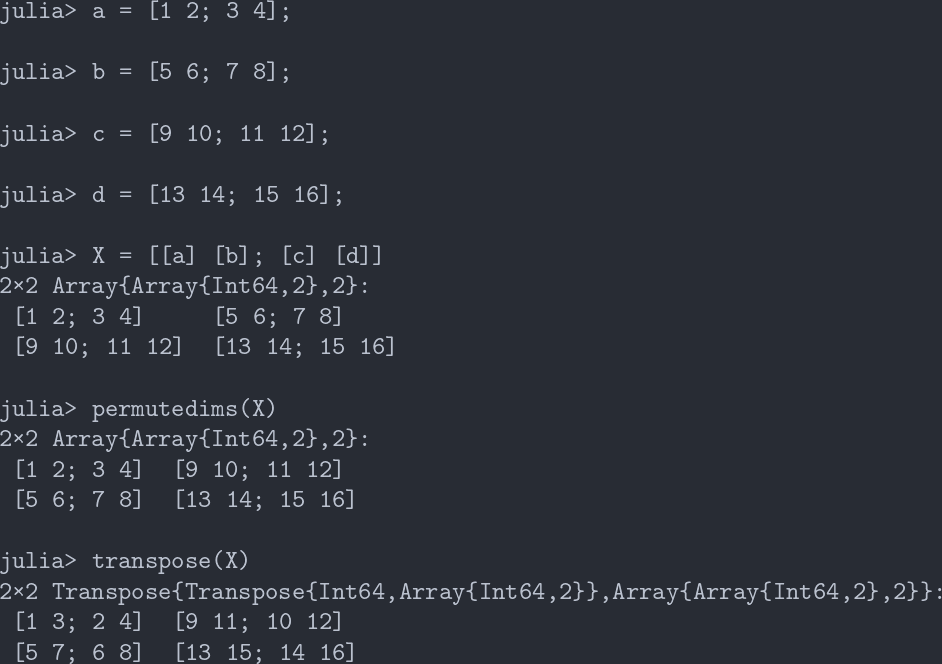 julia> a = [1 2; 3 4];
julia> b = [5 6; 7 8];
julia> c = [9 10; 11 12];
julia> d = [13 14; 15 16];
julia> X = [[a] [b]; [c] [d]]
2×2 Array{Array{Int64,2},2}:
 [1 2; 3 4]      [5 6; 7 8]
 [9 10; 11 12]  [13 14; 15 16]
julia> permutedims(X)
2×2 Array{Array{Int64,2},2}:
 [1 2; 3 4]  [9 10; 11 12]
 [5 6; 7 8]  [13 14; 15 16]
julia> transpose(X)
2×2 Transpose{Transpose{Int64,Array{Int64,2}},Array{Array{Int64,2},2}}:
 [1 3; 2 4]  [9 11; 10 12]
 [5 7; 6 8]  [13 15; 14 16]